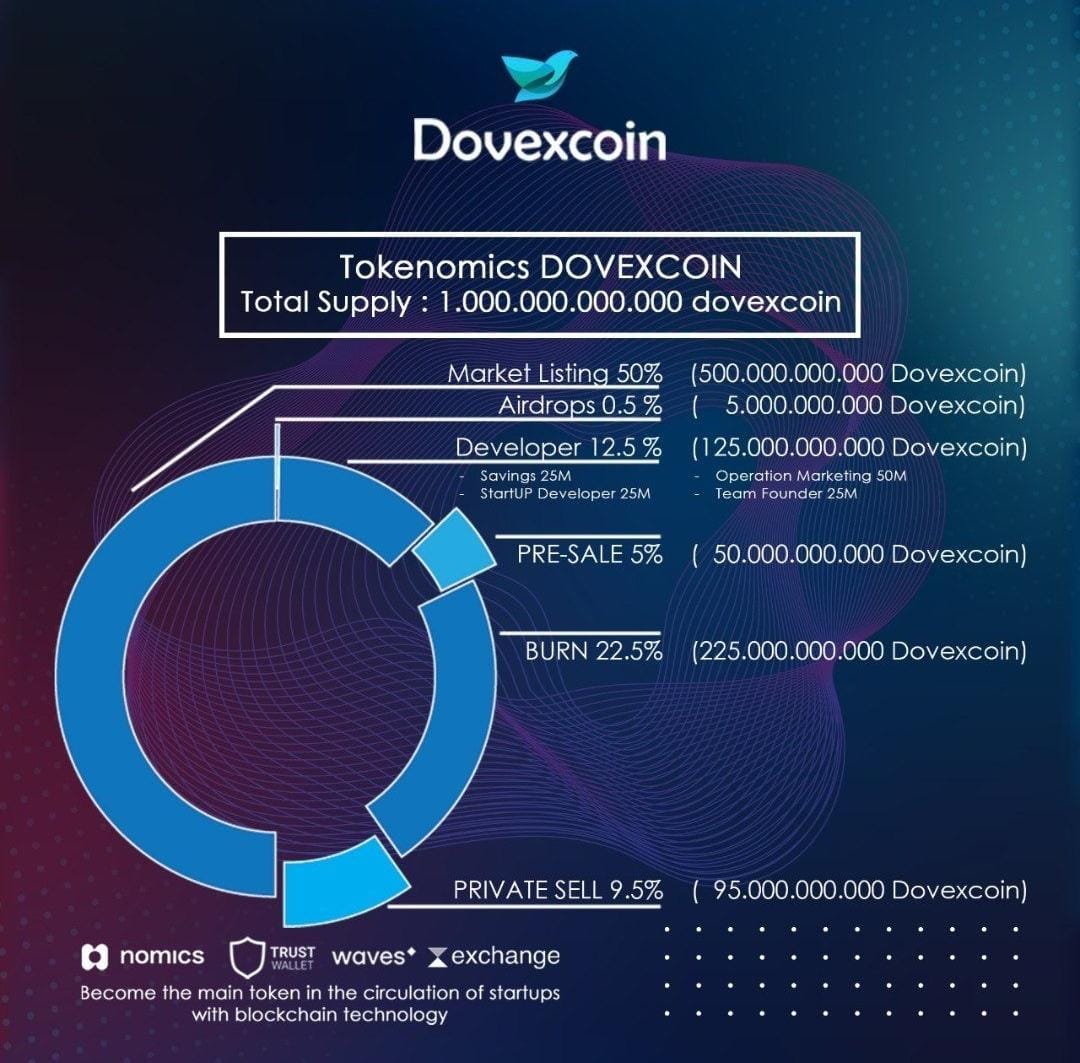 Dovexcoin
Tokenomics DOVEXCOIN
Total Supply : 1.000.000.000.000 dovexcoin
Market Listing 50% (500.000.000.000 Dovexcoin)
Airdrops 0.5 % ( 5.000.000.000 Dovexcoin)
Developer 12.5 % (125.000.000.000 Dovexcoin)
- Savings 25M - Operation Marketing 50M
- StartUP Developer 25M - Team Founder 25M
PRE-SALE 5% ( 50.000.000.000 Dovexcoin)
BURN 22.5% (225.000.000.000 Dovexcoin)
PRIVATE SELL 9.5% ( 95.000.000.000 Dovexcoin)
nomics TRUST WALLET waves exchange
Become the main token in the circulation of startups
with blockchain technology